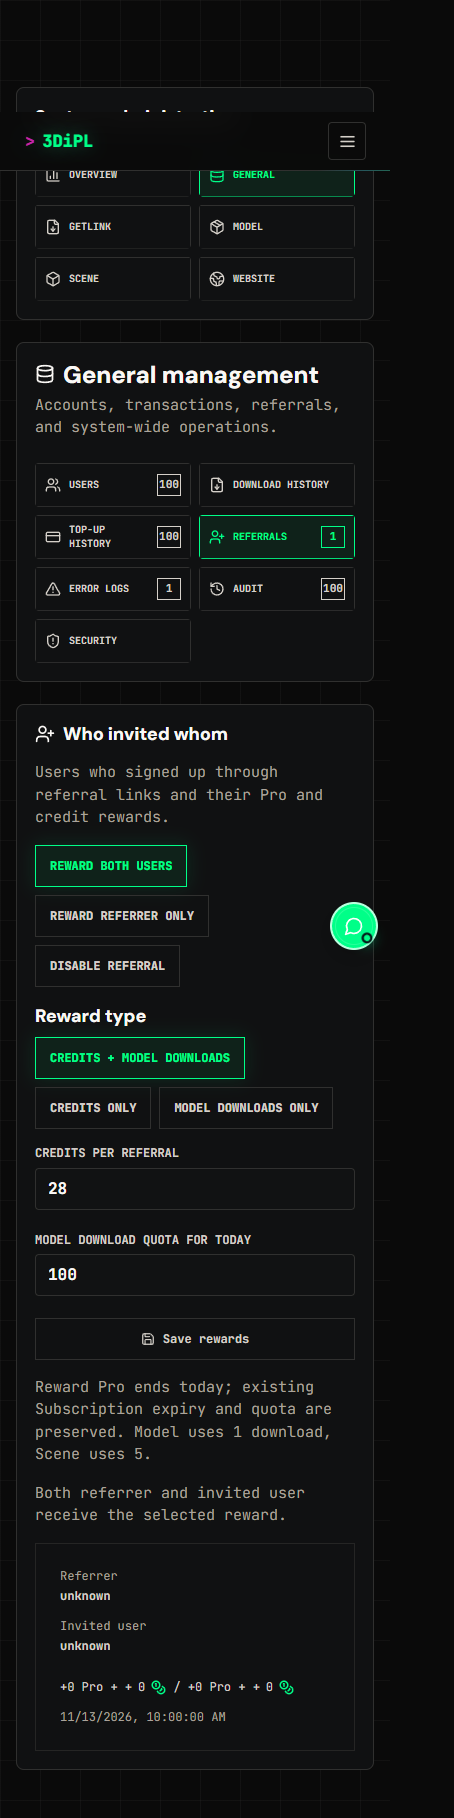 > 3DiPL
OVERVIEW
GENERAL
GETLINK
MODEL
SCENE
WEBSITE
General management
Accounts, transactions, referrals,
and system-wide operations.
USERS 100
DOWNLOAD HISTORY
TOP-UP
HISTORY 100
REFERRALS 1
ERROR LOGS 1
AUDIT 100
SECURITY
Who invited whom
Users who signed up through
referral links and their Pro and
credit rewards.
REWARD BOTH USERS
REWARD REFERRER ONLY
DISABLE REFERRAL
Reward type
CREDITS + MODEL DOWNLOADS
CREDITS ONLY
MODEL DOWNLOADS ONLY
CREDITS PER REFERRAL
28
MODEL DOWNLOAD QUOTA FOR TODAY
100
Save rewards
Reward Pro ends today; existing
Subscription expiry and quota are
preserved. Model uses 1 download,
Scene uses 5.
Both referrer and invited user
receive the selected reward.
Referrer
unknown
Invited user
unknown
+0 Pro + + 0 / +0 Pro + + 0
11/13/2026, 10:00:00 AM